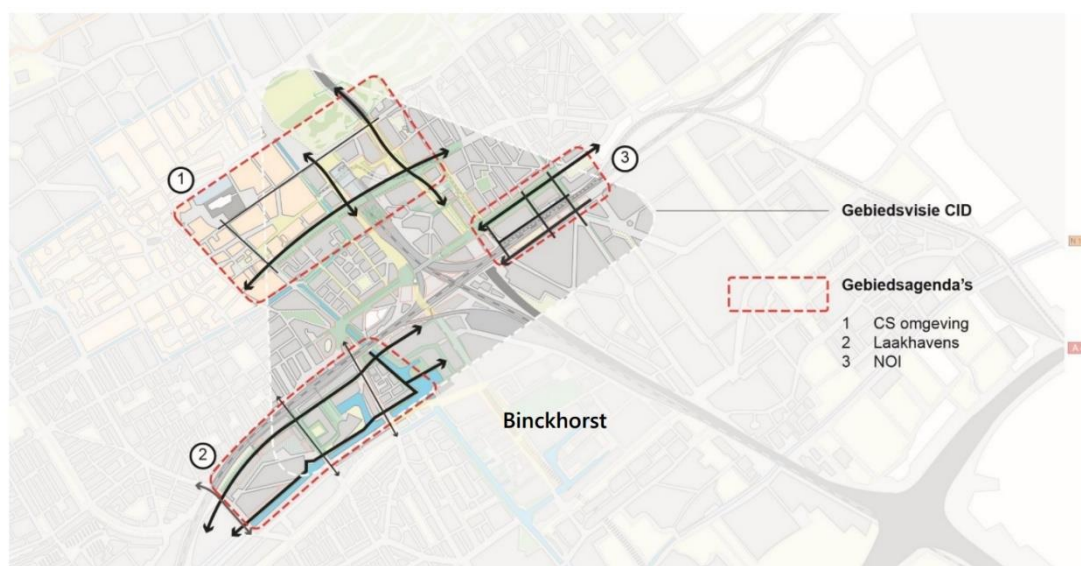 1
3
Gebiedsvisie CID
Gebiedsagenda's
1 CS omgeving
2 Laakhavens
3 NOI
Binckhorst
2